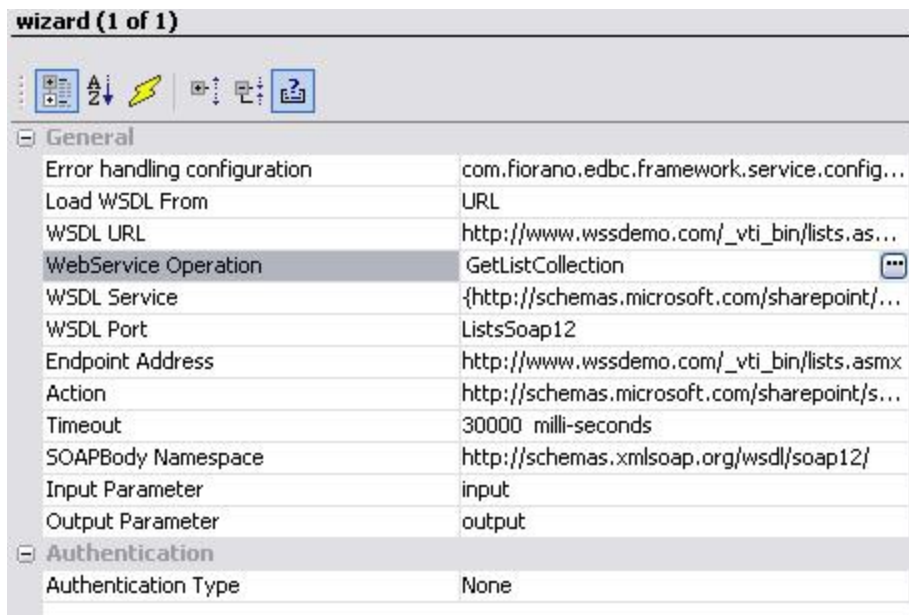 wizard (1 of 1)
General
Error handling configuration com.fiorano.edbc.framework.service.config...
Load WSDL From URL
WSDL URL http://www.wssdemo.com/_vti_bin/lists.as...
WebService Operation GetListCollection
WSDL Service {http://schemas.microsoft.com/sharepoint/...
WSDL Port ListsSoap12
Endpoint Address http://www.wssdemo.com/_vti_bin/lists.asmx
Action http://schemas.microsoft.com/sharepoint/s...
Timeout 30000 milli-seconds
SOAPBody Namespace http://schemas.xmlsoap.org/wsdl/soap12/
Input Parameter input
Output Parameter output
Authentication
Authentication Type None